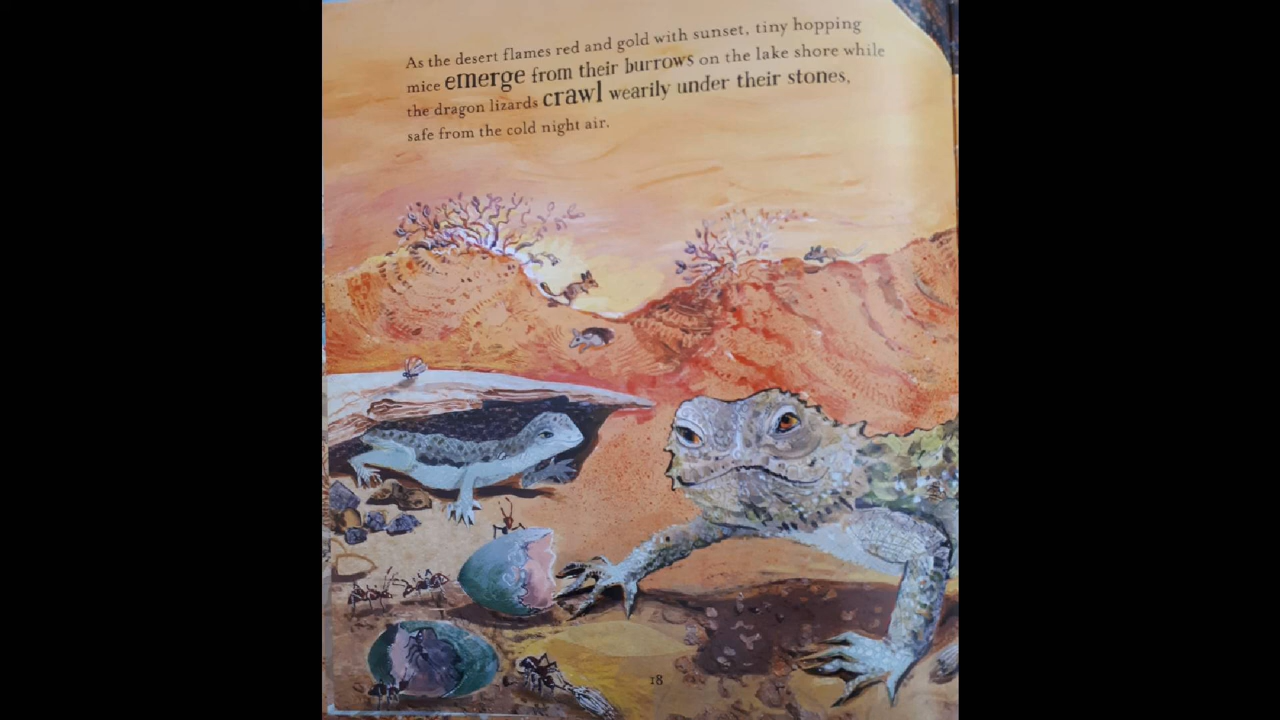 As the desert flames red and gold with sunset, tiny hopping
mice emerge from their burrows on the lake shore while
the dragon lizards crawl wearily under their stones,
safe from the cold night air.
18